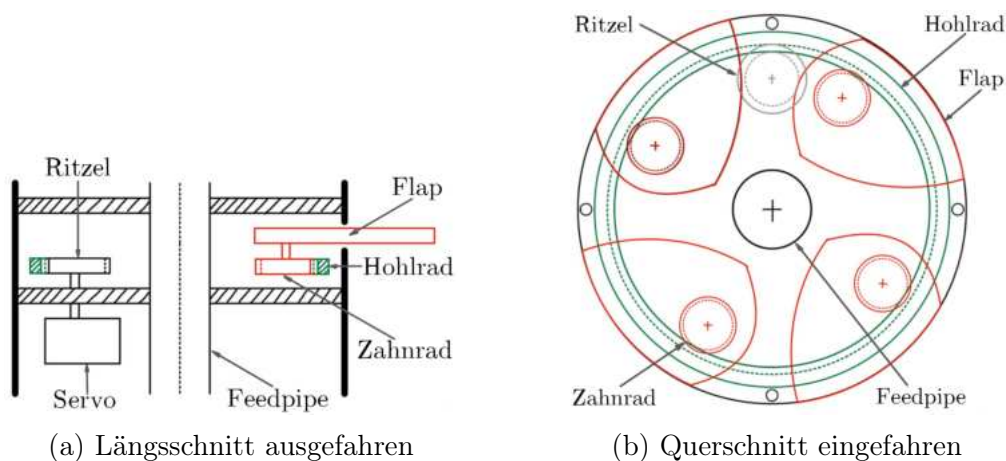 Ritzel
Flap
Hohlrad
Zahnrad
Servo
Feedpipe
(a) Längsschnitt ausgefahren
Ritzel
Hohlrad
Flap
Zahnrad
Feedpipe
(b) Querschnitt eingefahren